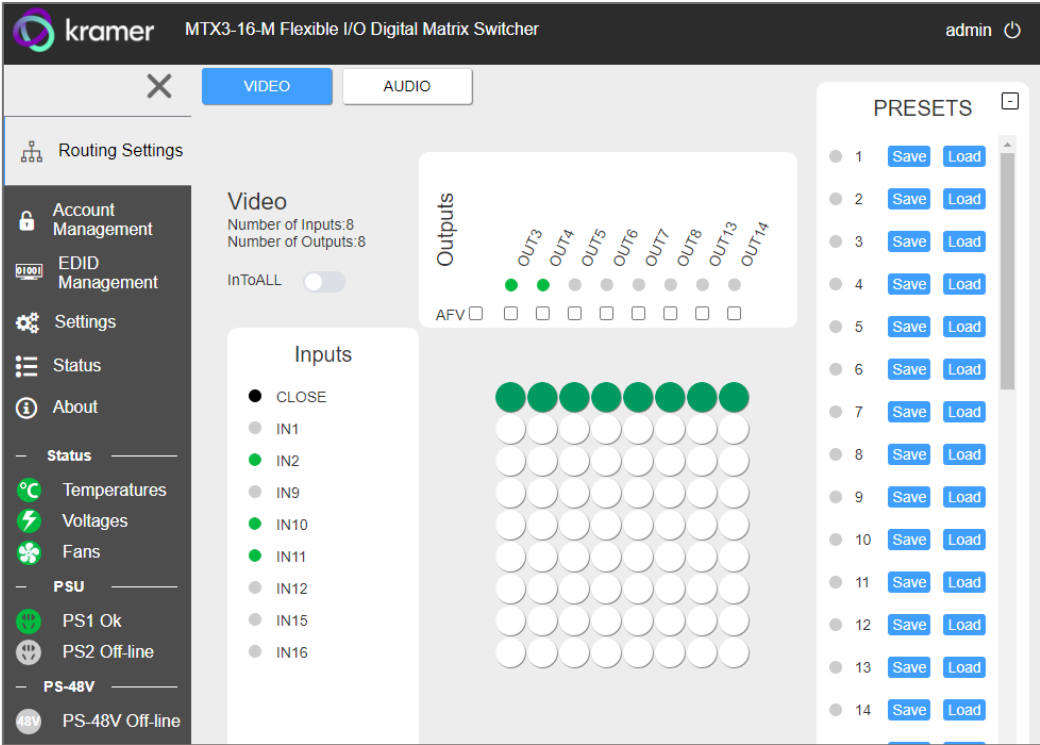 kramer
MTX3-16-M Flexible I/O Digital Matrix Switcher
admin
VIDEO
AUDIO
Routing Settings
Account
Management
EDID
Management
Settings
Status
About
Status
°C Temperatures
Voltages
Fans
PSU
PS1 Ok
PS2 Off-line
PS-48V
48V PS-48V Off-line
Video
Number of Inputs:8
Number of Outputs:8
InToALL
Outputs
OUT3 OUT4 OUT5 OUT6 OUT7 OUT8 OUT13 OUT14
AFV
Inputs
CLOSE
IN1
IN2
IN9
IN10
IN11
IN12
IN15
IN16
PRESETS
-
1 Save Load
2 Save Load
3 Save Load
4 Save Load
5 Save Load
6 Save Load
7 Save Load
8 Save Load
9 Save Load
10 Save Load
11 Save Load
12 Save Load
13 Save Load
14 Save Load